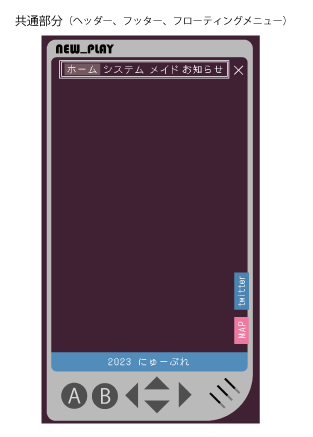 共通部分（ヘッダー、フッター、フローティングメニュー）
NEW_PLAY
ホーム システム メイド お知らせ ×
twitter
MAP
2023 にゅーぷれ
A B